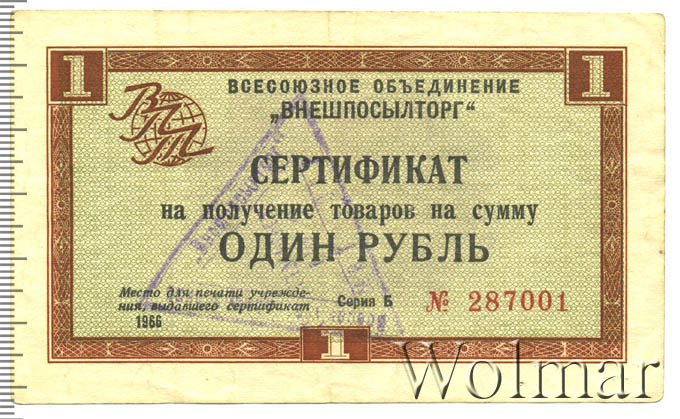 1 1
ВПТ
ВСЕСОЮЗНОЕ ОБЪЕДИНЕНИЕ
„ВНЕШПОСЫЛТОРГ“
СЕРТИФИКАТ
на получение товаров на сумму
ОДИН РУБЛЬ
Место для печати учрежде-
ния, выдавшего сертификат
1966
Серия Б № 287001
1
Wolmar